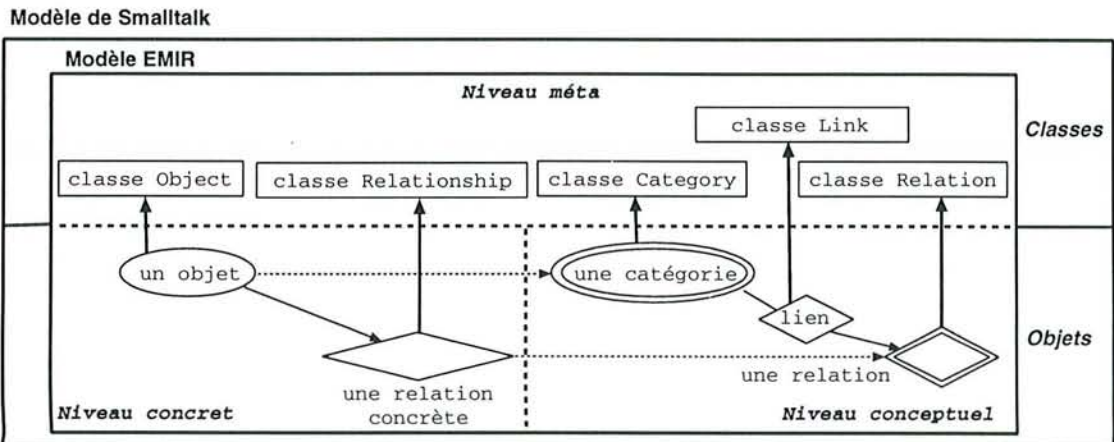 Modèle de Smalltalk
Modèle EMIR
Niveau méta
classe Link
Classes
classe Object
classe Relationship
classe Category
classe Relation
un objet
une catégorie
lien
Objets
une relation
une relation
concrète
Niveau concret
Niveau conceptuel